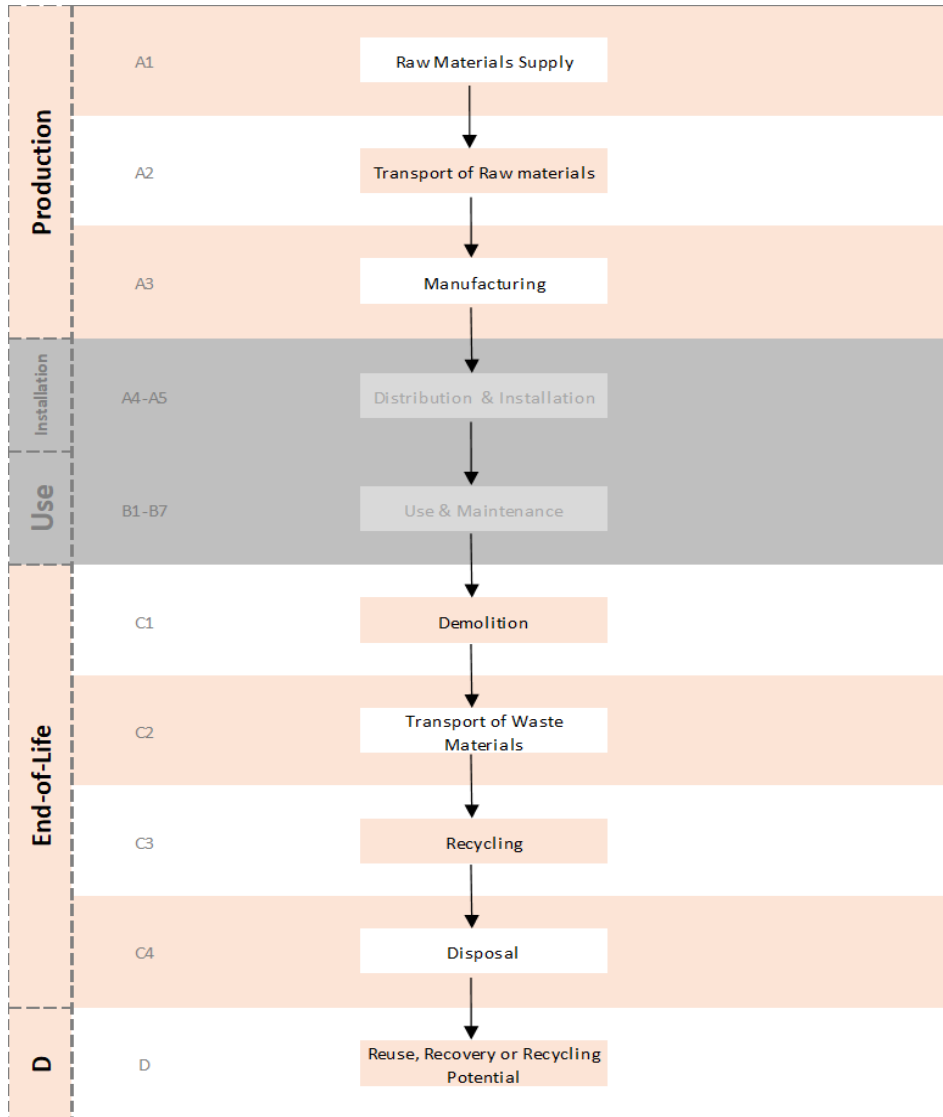 Production
A1
Raw Materials Supply
A2
Transport of Raw materials
A3
Manufacturing
Installation
A4-A5
Distribution & Installation
Use
B1-B7
Use & Maintenance
End-of-Life
C1
Demolition
C2
Transport of Waste
Materials
C3
Recycling
C4
Disposal
D
D
Reuse, Recovery or Recycling
Potential